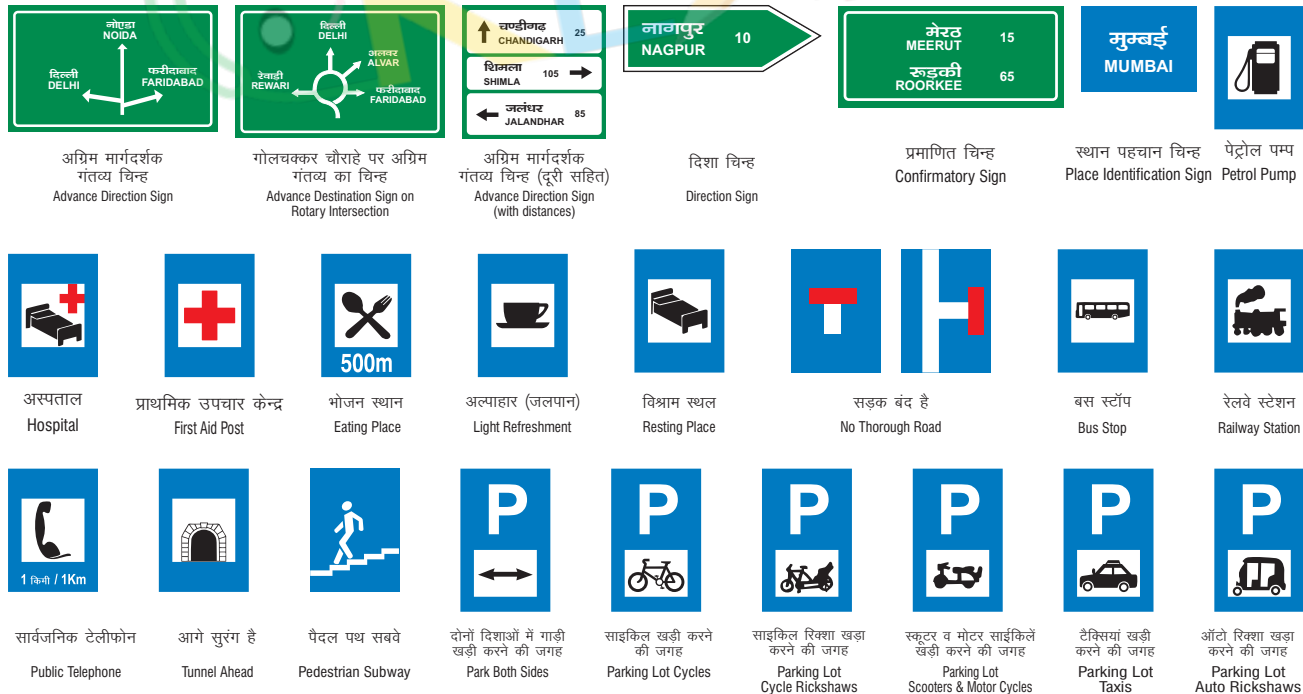 नोएडा
NOIDA
दिल्ली
DELHI
फरीदाबाद
FARIDABAD
अग्रिम मार्गदर्शक
गंतव्य चिन्ह
Advance Direction Sign
दिल्ली
DELHI
अलवर
ALVAR
रेवाड़ी
REWARI
फरीदाबाद
FARIDABAD
गोलचक्कर चौराहे पर अग्रिम
गंतव्य का चिन्ह
Advance Destination Sign on
Rotary Intersection
चण्डीगढ़
CHANDIGARH 25
शिमला
SHIMLA 105
जलंधर
JALANDHAR 85
अग्रिम मार्गदर्शक
गंतव्य चिन्ह (दूरी सहित)
Advance Direction Sign
(with distances)
नागपुर
NAGPUR 10
दिशा चिन्ह
Direction Sign
मेरठ
MEERUT 15
रूड़की
ROORKEE 65
प्रमाणित चिन्ह
Confirmatory Sign
मुम्बई
MUMBAI
स्थान पहचान चिन्ह
Place Identification Sign
पेट्रोल पम्प
Petrol Pump
अस्पताल
Hospital
प्राथमिक उपचार केन्द्र
First Aid Post
500m
भोजन स्थान
Eating Place
अल्पाहार (जलपान)
Light Refreshment
विश्राम स्थल
Resting Place
सड़क बंद है
No Thorough Road
बस स्टॉप
Bus Stop
रेलवे स्टेशन
Railway Station
1 किमी / 1Km
सार्वजनिक टेलीफोन
Public Telephone
आगे सुरंग है
Tunnel Ahead
पैदल पथ सबवे
Pedestrian Subway
P
दोनों दिशाओं में गाड़ी
खड़ी करने की जगह
Park Both Sides
P
साइकिल खड़ी करने
की जगह
Parking Lot Cycles
P
साइकिल रिक्शा खड़ा
करने की जगह
Parking Lot
Cycle Rickshaws
P
स्कूटर व मोटर साईकिलें
खड़ी करने की जगह
Parking Lot
Scooters & Motor Cycles
P
टैक्सियां खड़ी
करने की जगह
Parking Lot
Taxis
P
ऑटो रिक्शा खड़ा
करने की जगह
Parking Lot
Auto Rickshaws